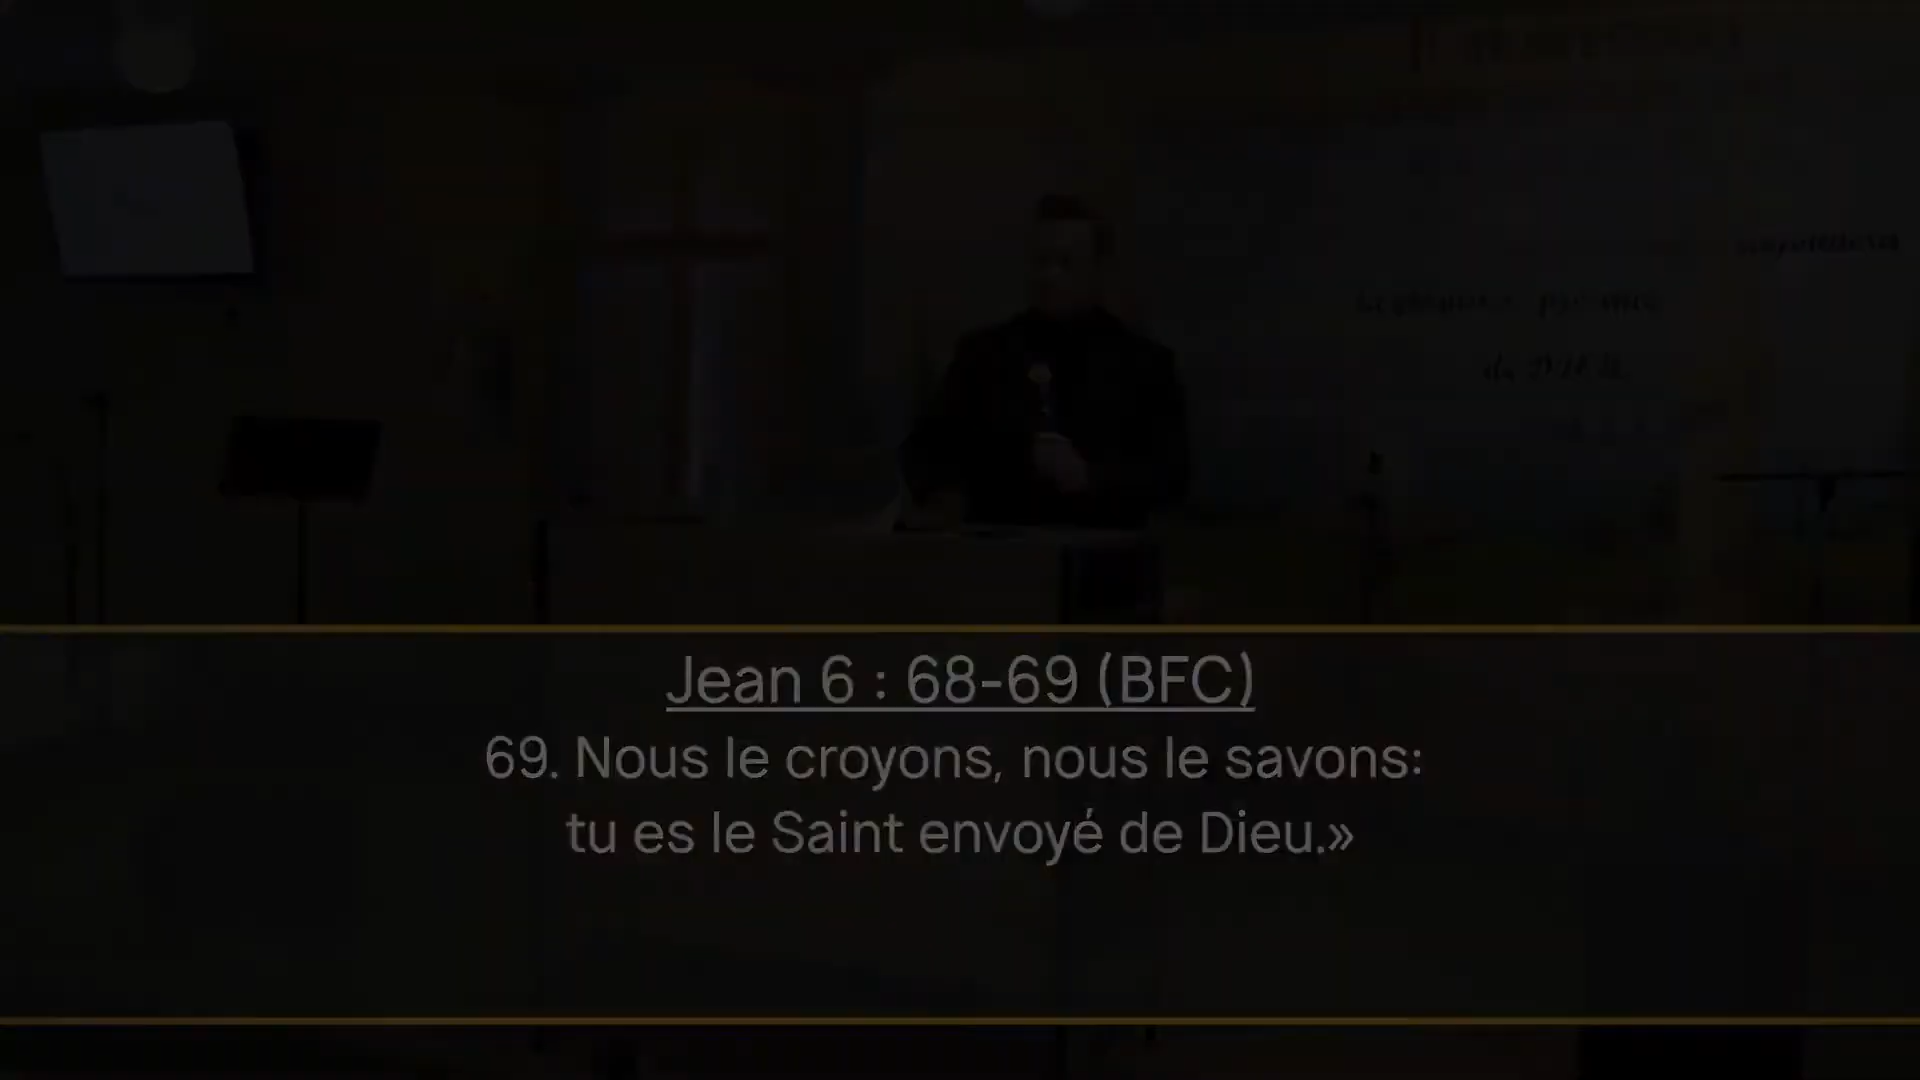 Jean 6 : 68-69 (BFC)
69. Nous le croyons, nous le savons:
tu es le Saint envoyé de Dieu.»